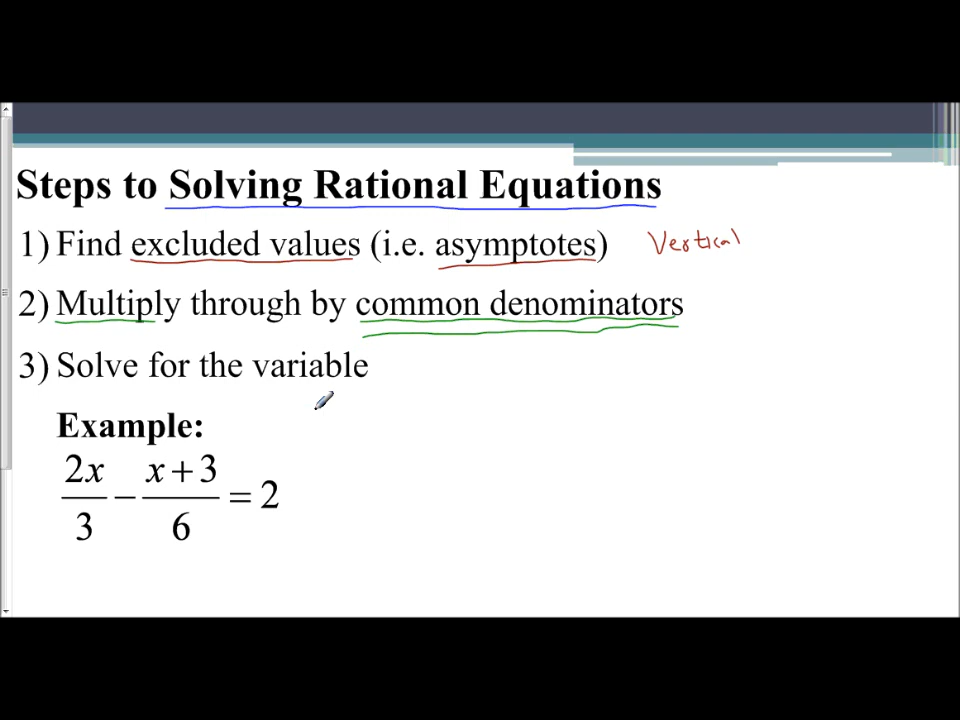 Steps to Solving Rational Equations
1) Find excluded values (i.e. asymptotes) Vertical
2) Multiply through by common denominators
3) Solve for the variable
Example:
2x/3 − x+3/6 = 2